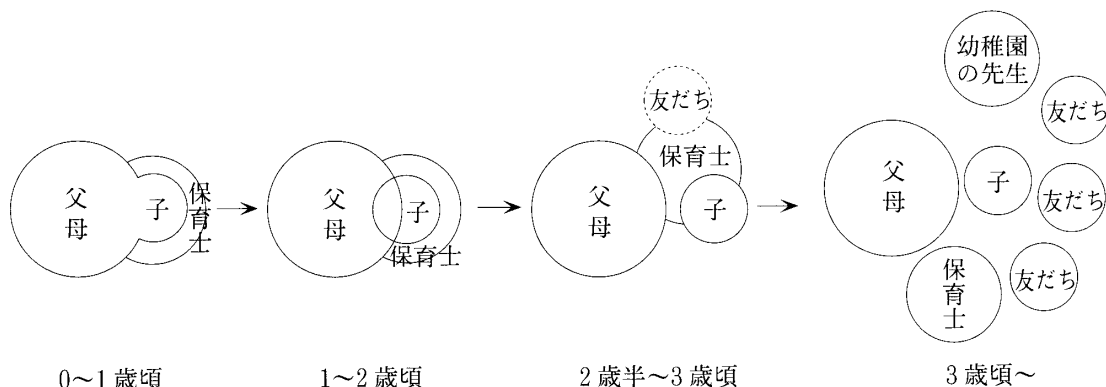 父母
子
保育士
0～1歳頃
父母
子
保育士
1～2歳頃
友だち
保育士
父母
子
2歳半～3歳頃
幼稚園
の先生
友だち
父母
子
友だち
保育士
友だち
3歳頃～